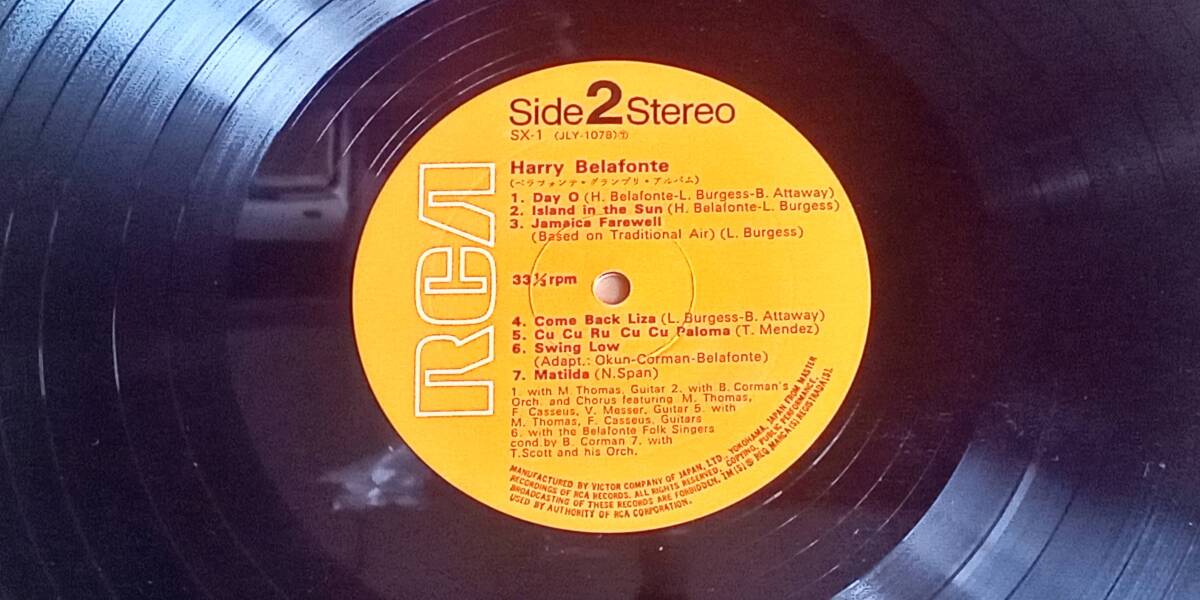 Side 2 Stereo
SX-1 (JLY-1078)
Harry Belafonte
(ベラフォンテ・グランプリ・アルバム)
1. Day O (H. Belafonte-L. Burgess-B. Attaway)
2. Island in the Sun (H. Belafonte-L. Burgess)
3. Jamaica Farewell
(Based on Traditional Air) (L. Burgess)
RCA
33 1/3 rpm
4. Come Back Liza (L. Burgess-B. Attaway)
5. Cu Cu Ru Cu Cu Paloma (T. Mendez)
6. Swing Low
(Adapt.: Okun-Corman-Belafonte)
7. Matilda (N.Span)
1. with M. Thomas, Guitar 2. with B. Corman's
Orch. and Chorus featuring M. Thomas,
F. Casseus, V. Messer, Guitar 5. with
M. Thomas, F. Casseus, Guitars
6. with the Belafonte Folk Singers
cond.by B. Corman 7. with
T.Scott and his Orch.
MANUFACTURED BY VICTOR COMPANY OF JAPAN, LTD., YOKOHAMA, JAPAN FROM MASTER
RECORDINGS OF RCA RECORDS. ALL RIGHTS RESERVED. COPYING, PUBLIC PERFORMANCE,
BROADCASTING OF THESE RECORDS ARE FORBIDDEN. TM(S) ® REG MARCA(S) REGISTRADA(S).
USED BY AUTHORITY OF RCA CORPORATION.